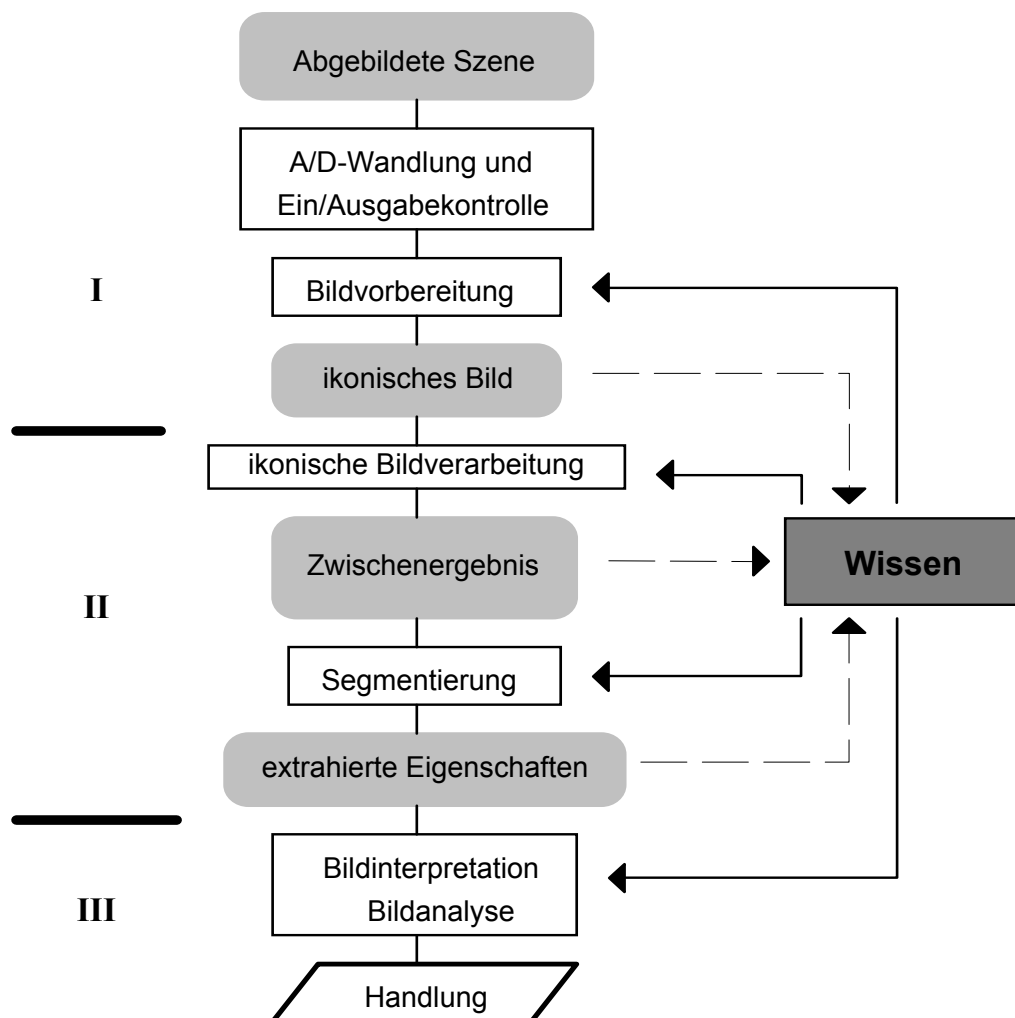 Abgebildete Szene
A/D-Wandlung und
Ein/Ausgabekontrolle
I
Bildvorbereitung
ikonisches Bild
ikonische Bildverarbeitung
Zwischenergebnis
Wissen
II
Segmentierung
extrahierte Eigenschaften
Bildinterpretation
Bildanalyse
III
Handlung